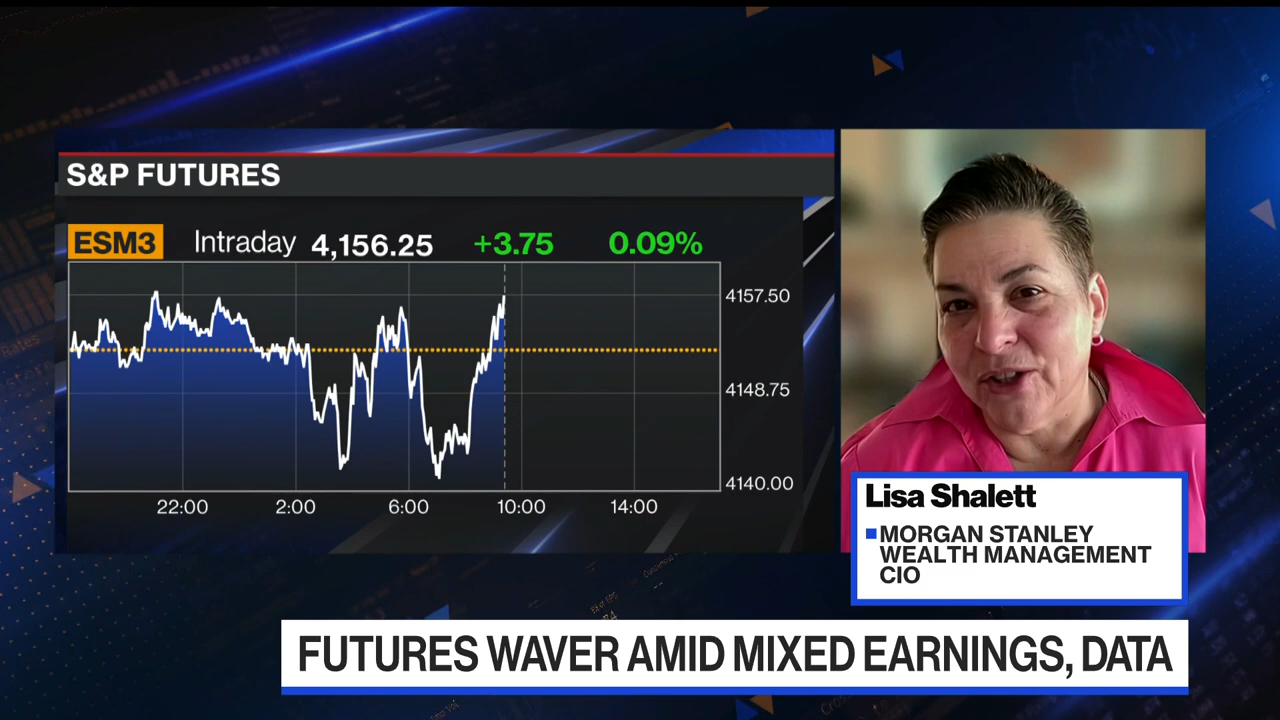 S&P FUTURES
ESM3 Intraday 4,156.25 +3.75 0.09%
4157.50
4148.75
4140.00
22:00 2:00 6:00 10:00 14:00
Lisa Shalett
MORGAN STANLEY
WEALTH MANAGEMENT
CIO
FUTURES WAVER AMID MIXED EARNINGS, DATA